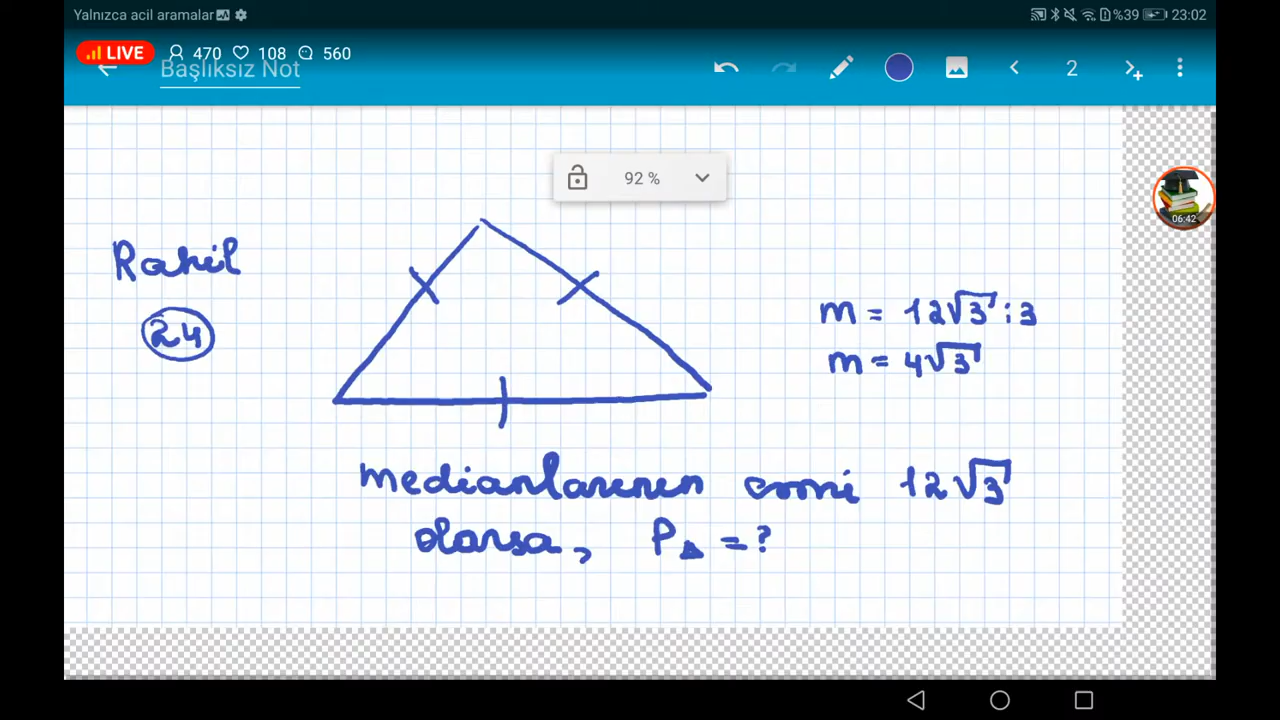 Yalnızca acil aramalar
%39 23:02
LIVE 470 108 560
Başlıksız Not
2
92 %
06:42
Rahil
24
m = 12√3 : 3
m = 4√3
medianlarının cəmi 12√3
olarsa, P△ = ?